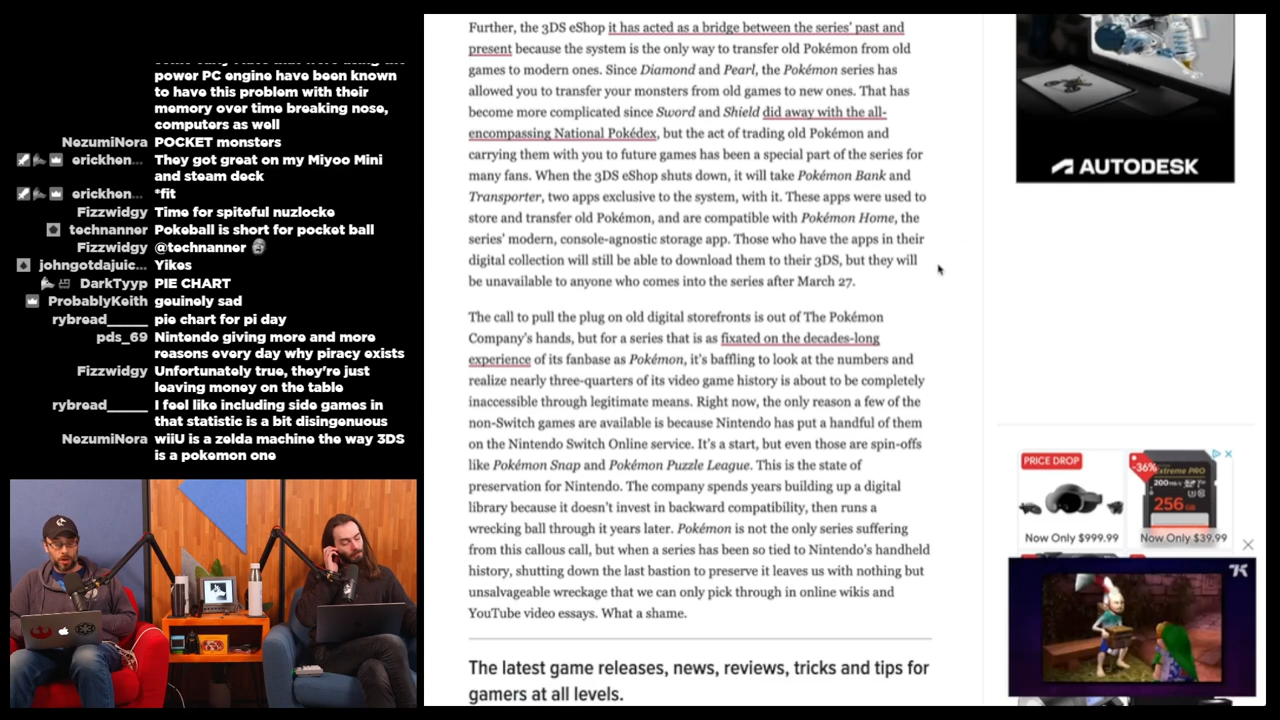 power PC engine have been known
to have this problem with their
memory over time breaking nose,
computers as well
NezumiNora POCKET monsters
erickhen... They got great on my Miyoo Mini
and steam deck
erickhen... *fit
Fizzwidgy Time for spiteful nuzlocke
technanner Pokeball is short for pocket ball
Fizzwidgy @technanner
johngotdajuic... Yikes
DarkTyyp PIE CHART
ProbablyKeith geuinely sad
rybread_____ pie chart for pi day
pds_69 Nintendo giving more and more
reasons every day why piracy exists
Fizzwidgy Unfortunately true, they're just
leaving money on the table
rybread_____ I feel like including side games in
that statistic is a bit disingenuous
NezumiNora wiiU is a zelda machine the way 3DS
is a pokemon one
Further, the 3DS eShop it has acted as a bridge between the series' past and
present because the system is the only way to transfer old Pokémon from old
games to modern ones. Since Diamond and Pearl, the Pokémon series has
allowed you to transfer your monsters from old games to new ones. That has
become more complicated since Sword and Shield did away with the all-
encompassing National Pokédex, but the act of trading old Pokémon and
carrying them with you to future games has been a special part of the series for
many fans. When the 3DS eShop shuts down, it will take Pokémon Bank and
Transporter, two apps exclusive to the system, with it. These apps were used to
store and transfer old Pokémon, and are compatible with Pokémon Home, the
series' modern, console-agnostic storage app. Those who have the apps in their
digital collection will still be able to download them to their 3DS, but they will
be unavailable to anyone who comes into the series after March 27.
The call to pull the plug on old digital storefronts is out of The Pokémon
Company's hands, but for a series that is as fixated on the decades-long
experience of its fanbase as Pokémon, it's baffling to look at the numbers and
realize nearly three-quarters of its video game history is about to be completely
inaccessible through legitimate means. Right now, the only reason a few of the
non-Switch games are available is because Nintendo has put a handful of them
on the Nintendo Switch Online service. It's a start, but even those are spin-offs
like Pokémon Snap and Pokémon Puzzle League. This is the state of
preservation for Nintendo. The company spends years building up a digital
library because it doesn't invest in backward compatibility, then runs a
wrecking ball through it years later. Pokémon is not the only series suffering
from this callous call, but when a series has been so tied to Nintendo's handheld
history, shutting down the last bastion to preserve it leaves us with nothing but
unsalvageable wreckage that we can only pick through in online wikis and
YouTube video essays. What a shame.
The latest game releases, news, reviews, tricks and tips for
gamers at all levels.
AUTODESK
PRICE DROP
-36%
Extreme PRO
200
256
Now Only $999.99
Now Only $39.99